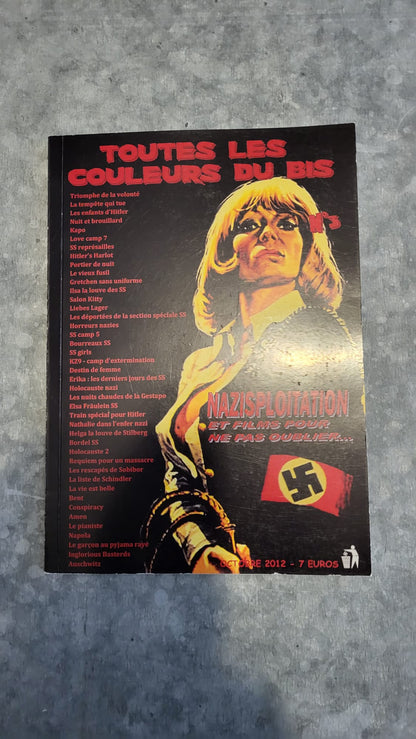 TOUTES LES
COULEURS DU BIS
N°5
Triomphe de la volonté
La tempête qui tue
Les enfants d'Hitler
Nuit et brouillard
Kapo
Love camp 7
SS représailles
Hitler's Harlot
Portier de nuit
Le vieux fusil
Gretchen sans uniforme
Ilsa la louve des SS
Salon Kitty
Liebes Lager
Les déportées de la section spéciale SS
Horreurs nazies
SS camp 5
Bourreaux SS
SS girls
KZ9 - camp d'extermination
Destin de femme
Erika : les derniers jours des SS
Holocauste nazi
Les nuits chaudes de la Gestapo
Elsa Fräulein SS
Train spécial pour Hitler
Nathalie dans l'enfer nazi
Helga la louve de Stilberg
Bordel SS
Holocauste 2
Requiem pour un massacre
Les rescapés de Sobibor
La liste de Schindler
La vie est belle
Bent
Conspiracy
Amen
Le pianiste
Napola
Le garçon au pyjama rayé
Inglorious Basterds
Auschwitz
NAZISPLOITATION
ET FILMS POUR
NE PAS OUBLIER...
OCTOBRE 2012 - 7 EUROS